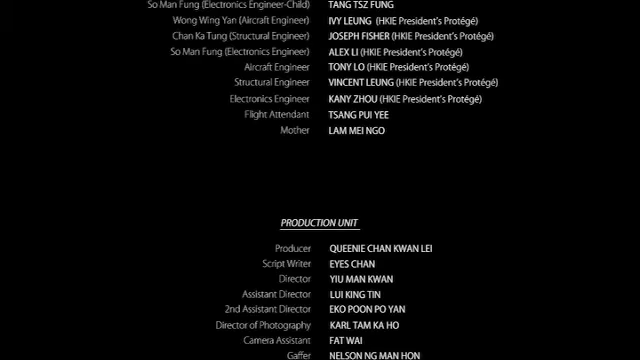 So Man Fung (Electronics Engineer-Child) TANG TSZ FUNG
Wong Wing Yan (Aircraft Engineer) IVY LEUNG (HKIE President's Protégé)
Chan Ka Tung (Structural Engineer) JOSEPH FISHER (HKIE President's Protégé)
So Man Fung (Electronics Engineer) ALEX LI (HKIE President's Protégé)
Aircraft Engineer TONY LO (HKIE President's Protégé)
Structural Engineer VINCENT LEUNG (HKIE President's Protégé)
Electronics Engineer KANY ZHOU (HKIE President's Protégé)
Flight Attendant TSANG PUI YEE
Mother LAM MEI NGO
PRODUCTION UNIT
Producer QUEENIE CHAN KWAN LEI
Script Writer EYES CHAN
Director YIU MAN KWAN
Assistant Director LUI KING TIN
2nd Assistant Director EKO POON PO YAN
Director of Photography KARL TAM KA HO
Camera Assistant FAT WAI
Gaffer NELSON NG MAN HON